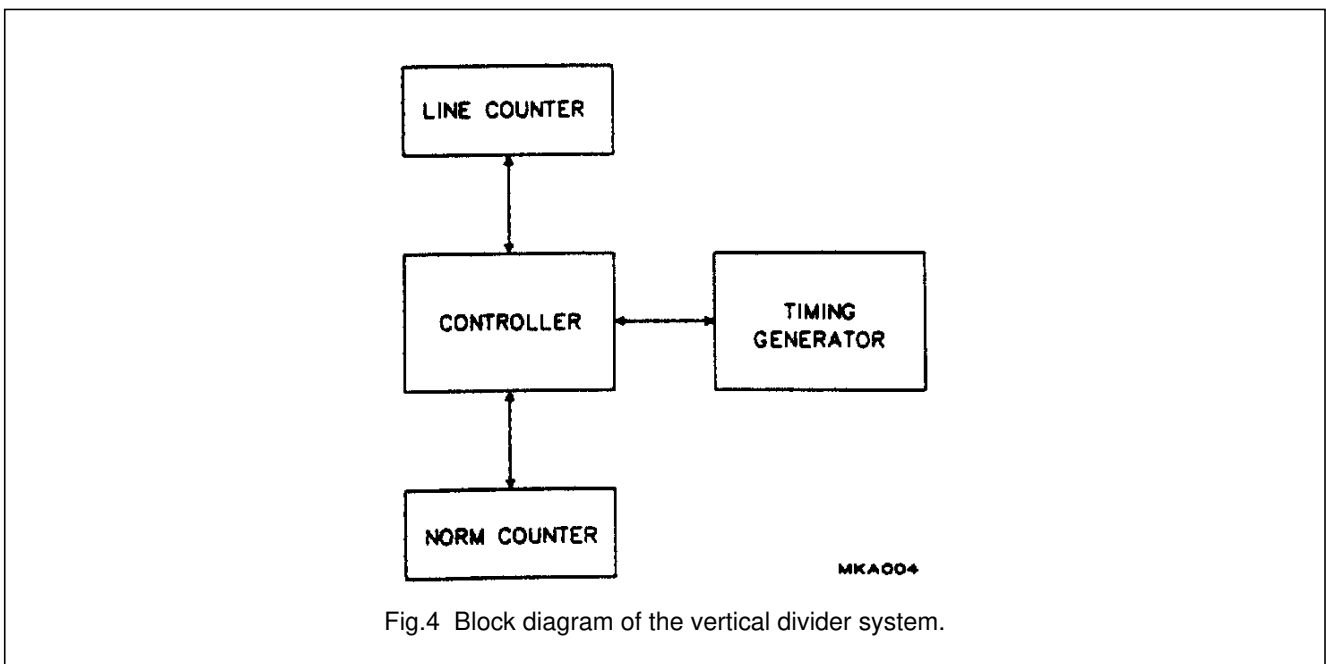 LINE COUNTER
CONTROLLER
TIMING
GENERATOR
NORM COUNTER
MKA004
Fig.4 Block diagram of the vertical divider system.